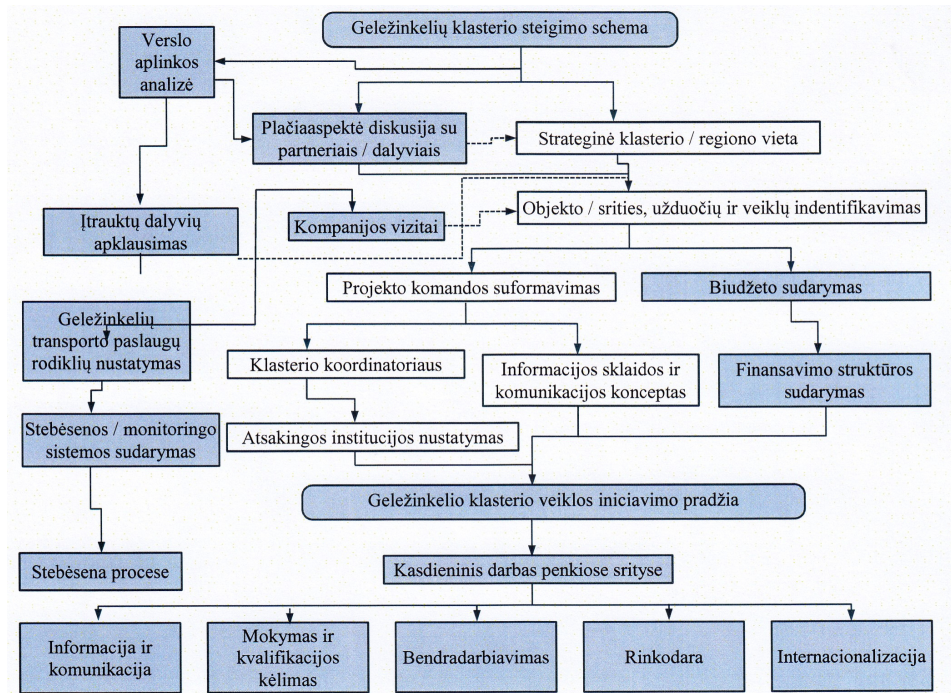 Geležinkelių klasterio steigimo schema
Verslo
aplinkos
analizė
Plačiaaspektė diskusija su
partneriais / dalyviais
Strateginė klasterio / regiono vieta
Įtrauktų dalyvių
apklausimas
Kompanijos vizitai
Objekto / srities, užduočių ir veiklų indentifikavimas
Projekto komandos suformavimas
Biudžeto sudarymas
Geležinkelių
transporto paslaugų
rodiklių nustatymas
Klasterio koordinatoriaus
Informacijos sklaidos ir
komunikacijos konceptas
Finansavimo struktūros
sudarymas
Stebėsenos / monitoringo
sistemos sudarymas
Atsakingos institucijos nustatymas
Geležinkelio klasterio veiklos iniciavimo pradžia
Stebėsena procese
Kasdieninis darbas penkiose srityse
Informacija ir
komunikacija
Mokymas ir
kvalifikacijos
kėlimas
Bendradarbiavimas
Rinkodara
Internacionalizacija